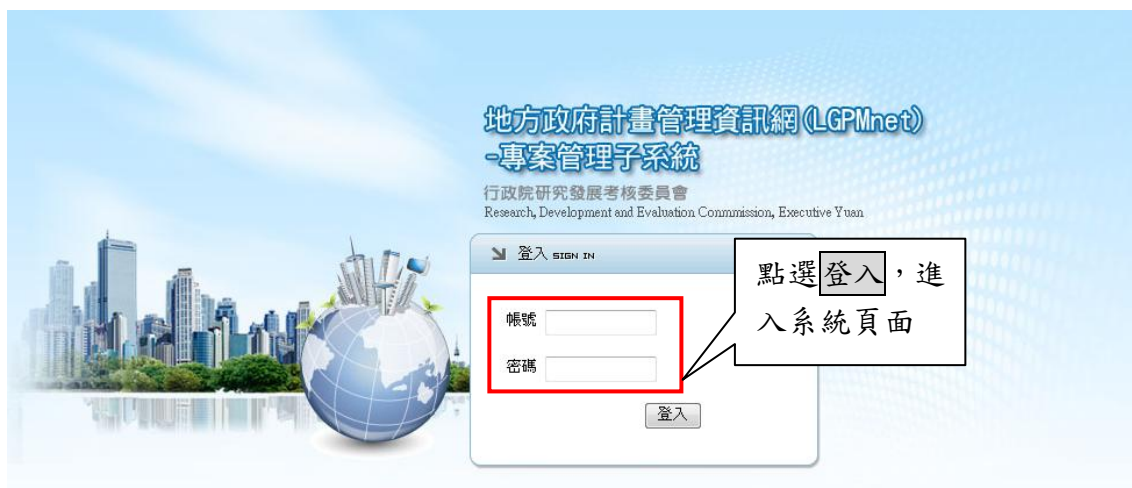 地方政府計畫管理資訊網(LGPMnet)
-專案管理子系統
行政院研究發展考核委員會
Research, Development and Evaluation Conmmission, Executive Yuan
登入 SIGN IN
點選登入，進
入系統頁面
帳號
密碼
登入